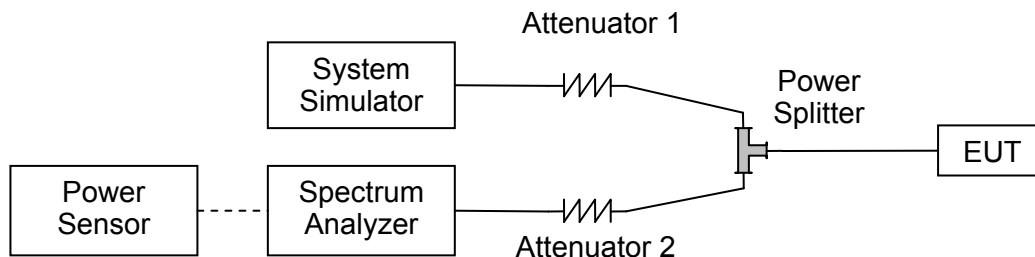 Attenuator 1
System
Simulator
Power
Splitter
EUT
Power
Sensor
Spectrum
Analyzer
Attenuator 2